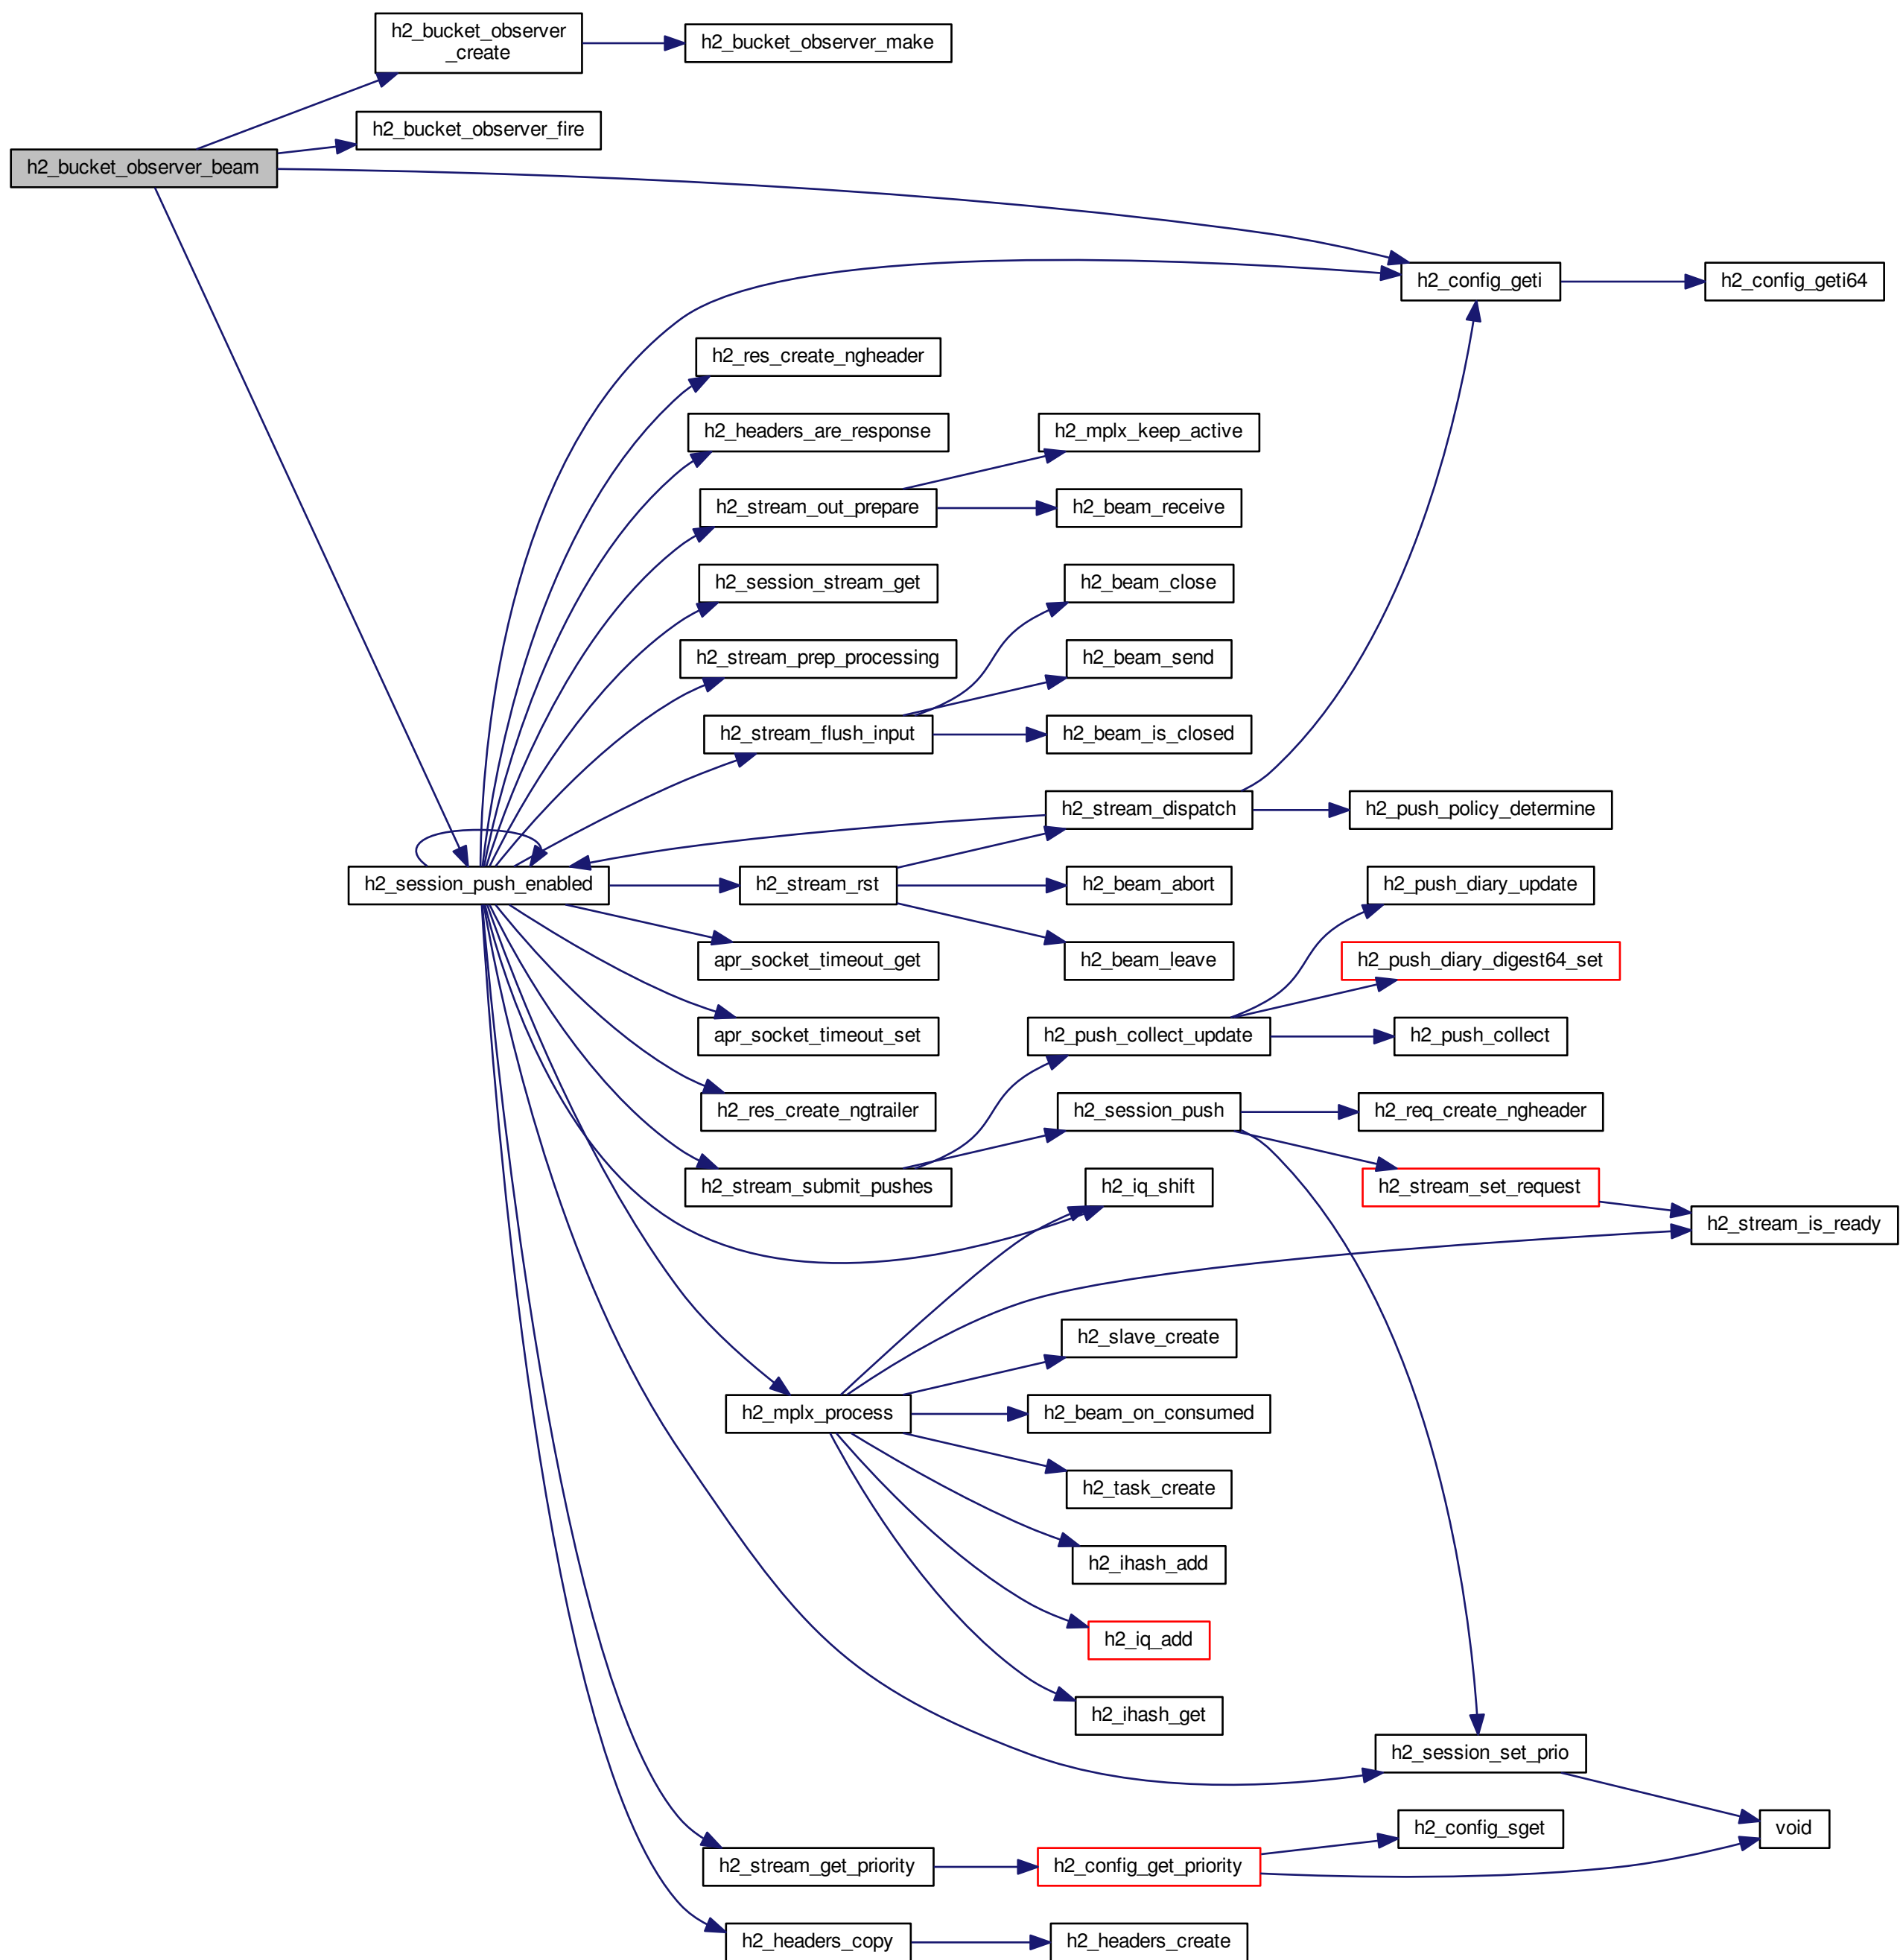 h2_bucket_observer
_create
h2_bucket_observer_make
h2_bucket_observer_fire
h2_bucket_observer_beam
h2_config_geti
h2_config_geti64
h2_res_create_ngheader
h2_headers_are_response
h2_mplx_keep_active
h2_stream_out_prepare
h2_beam_receive
h2_session_stream_get
h2_beam_close
h2_stream_prep_processing
h2_beam_send
h2_stream_flush_input
h2_beam_is_closed
h2_stream_dispatch
h2_push_policy_determine
h2_session_push_enabled
h2_stream_rst
h2_beam_abort
h2_push_diary_update
apr_socket_timeout_get
h2_beam_leave
h2_push_diary_digest64_set
apr_socket_timeout_set
h2_push_collect_update
h2_push_collect
h2_res_create_ngtrailer
h2_session_push
h2_req_create_ngheader
h2_stream_submit_pushes
h2_iq_shift
h2_stream_set_request
h2_stream_is_ready
h2_slave_create
h2_mplx_process
h2_beam_on_consumed
h2_task_create
h2_ihash_add
h2_iq_add
h2_ihash_get
h2_session_set_prio
h2_config_sget
void
h2_stream_get_priority
h2_config_get_priority
h2_headers_copy
h2_headers_create